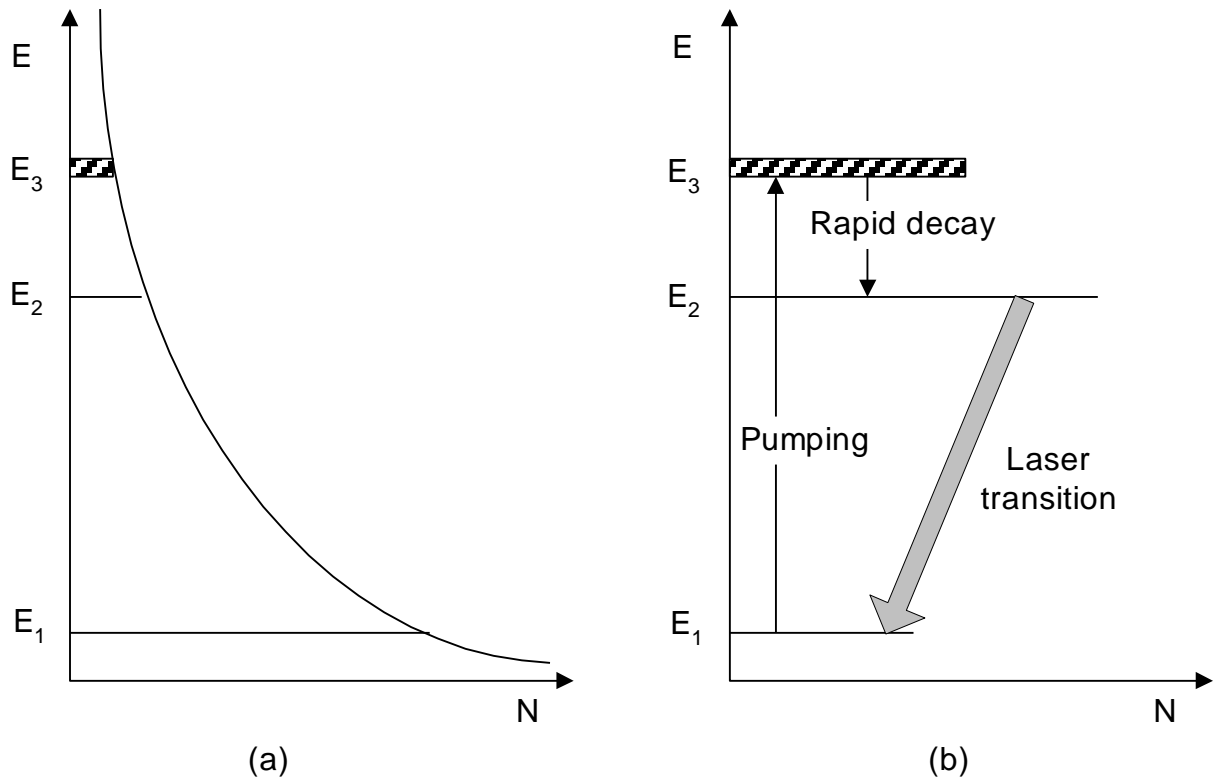 E
E₃
E₂
E₁
N
(a)
E
E₃
Rapid decay
E₂
Pumping
Laser
transition
E₁
N
(b)